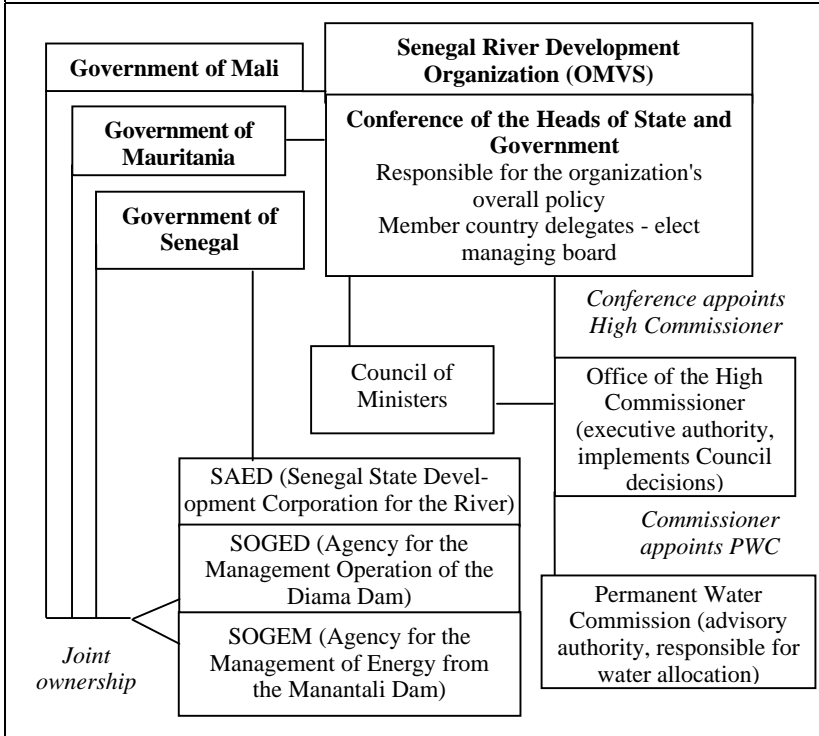 Government of Mali
Senegal River Development
Organization (OMVS)
Government of
Mauritania
Conference of the Heads of State and
Government
Responsible for the organization's
overall policy
Member country delegates - elect
managing board
Government of
Senegal
Conference appoints
High Commissioner
Council of
Ministers
Office of the High
Commissioner
(executive authority,
implements Council
decisions)
SAED (Senegal State Devel-
opment Corporation for the River)
SOGED (Agency for the
Management Operation of the
Diama Dam)
SOGEM (Agency for the
Management of Energy from
the Manantali Dam)
Joint
ownership
Commissioner
appoints PWC
Permanent Water
Commission (advisory
authority, responsible for
water allocation)